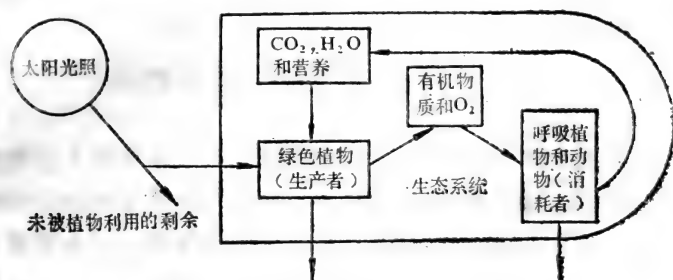 太阳光照
CO₂,H₂O
和营养
有机物
质和O₂
呼吸植
物和动
物(消
耗者)
绿色植物
(生产者)
生态系统
未被植物利用的剩余